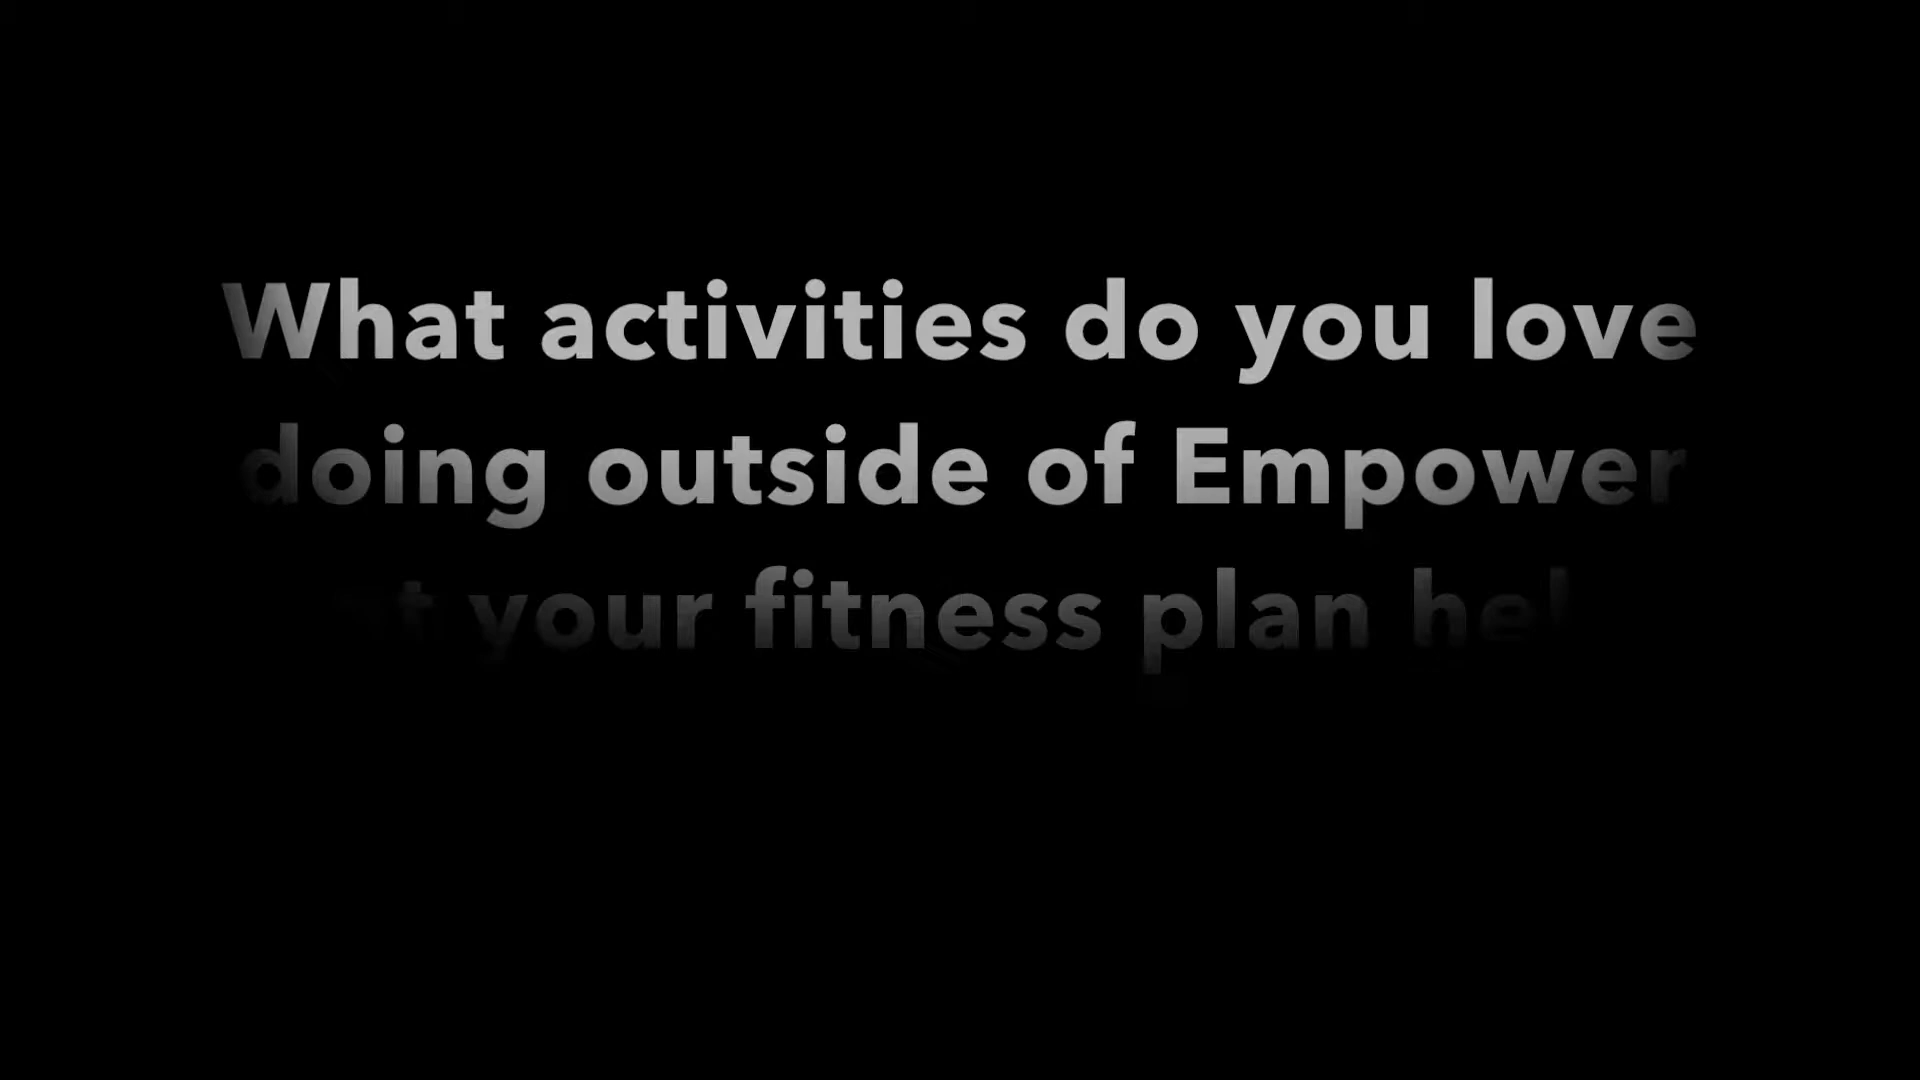 What activities do you love
doing outside of Empower
your fitness plan